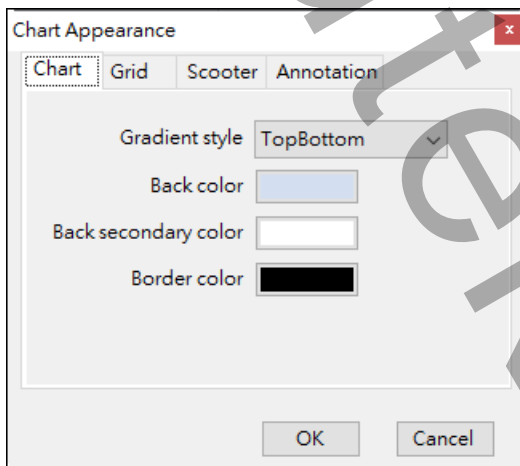 Chart Appearance
x
Chart Grid Scooter Annotation
Gradient style TopBottom
Back color
Back secondary color
Border color
OK Cancel